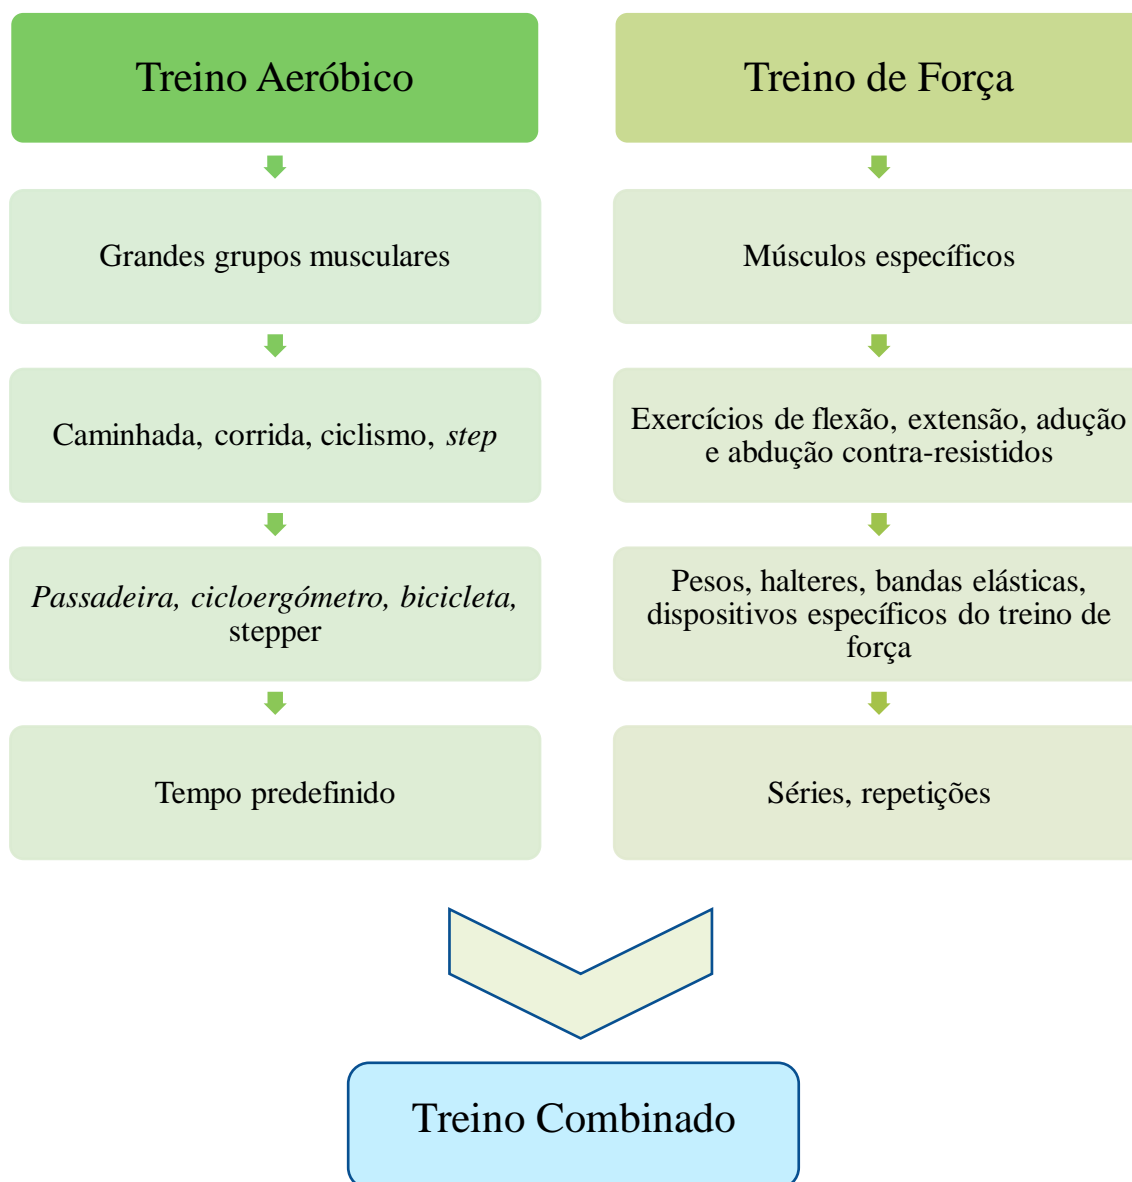 Treino Aeróbico
Grandes grupos musculares
Caminhada, corrida, ciclismo, step
Passadeira, cicloergómetro, bicicleta,
stepper
Tempo predefinido
Treino de Força
Músculos específicos
Exercícios de flexão, extensão, adução
e abdução contra-resistidos
Pesos, halteres, bandas elásticas,
dispositivos específicos do treino de
força
Séries, repetições
Treino Combinado